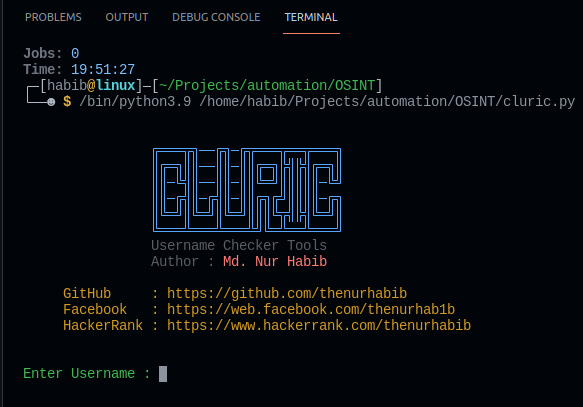 PROBLEMS OUTPUT DEBUG CONSOLE TERMINAL
Jobs: 0
Time: 19:51:27
┌─[habib@linux]─[~/Projects/automation/OSINT]
└──☻ $ /bin/python3.9 /home/habib/Projects/automation/OSINT/cluric.py
CLURIC
Username Checker Tools
Author : Md. Nur Habib
GitHub : https://github.com/thenurhabib
Facebook : https://web.facebook.com/thenurhab1b
HackerRank : https://www.hackerrank.com/thenurhabib
Enter Username :